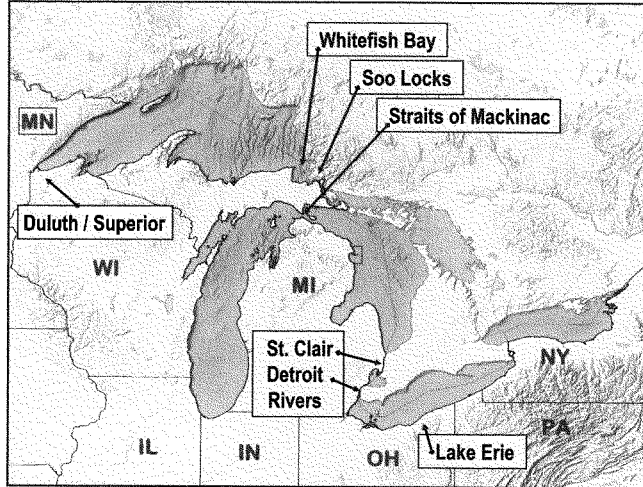 Whitefish Bay
Soo Locks
Straits of Mackinac
MN
Duluth / Superior
WI
MI
St. Clair
Detroit
Rivers
NY
IL
IN
OH
Lake Erie
PA